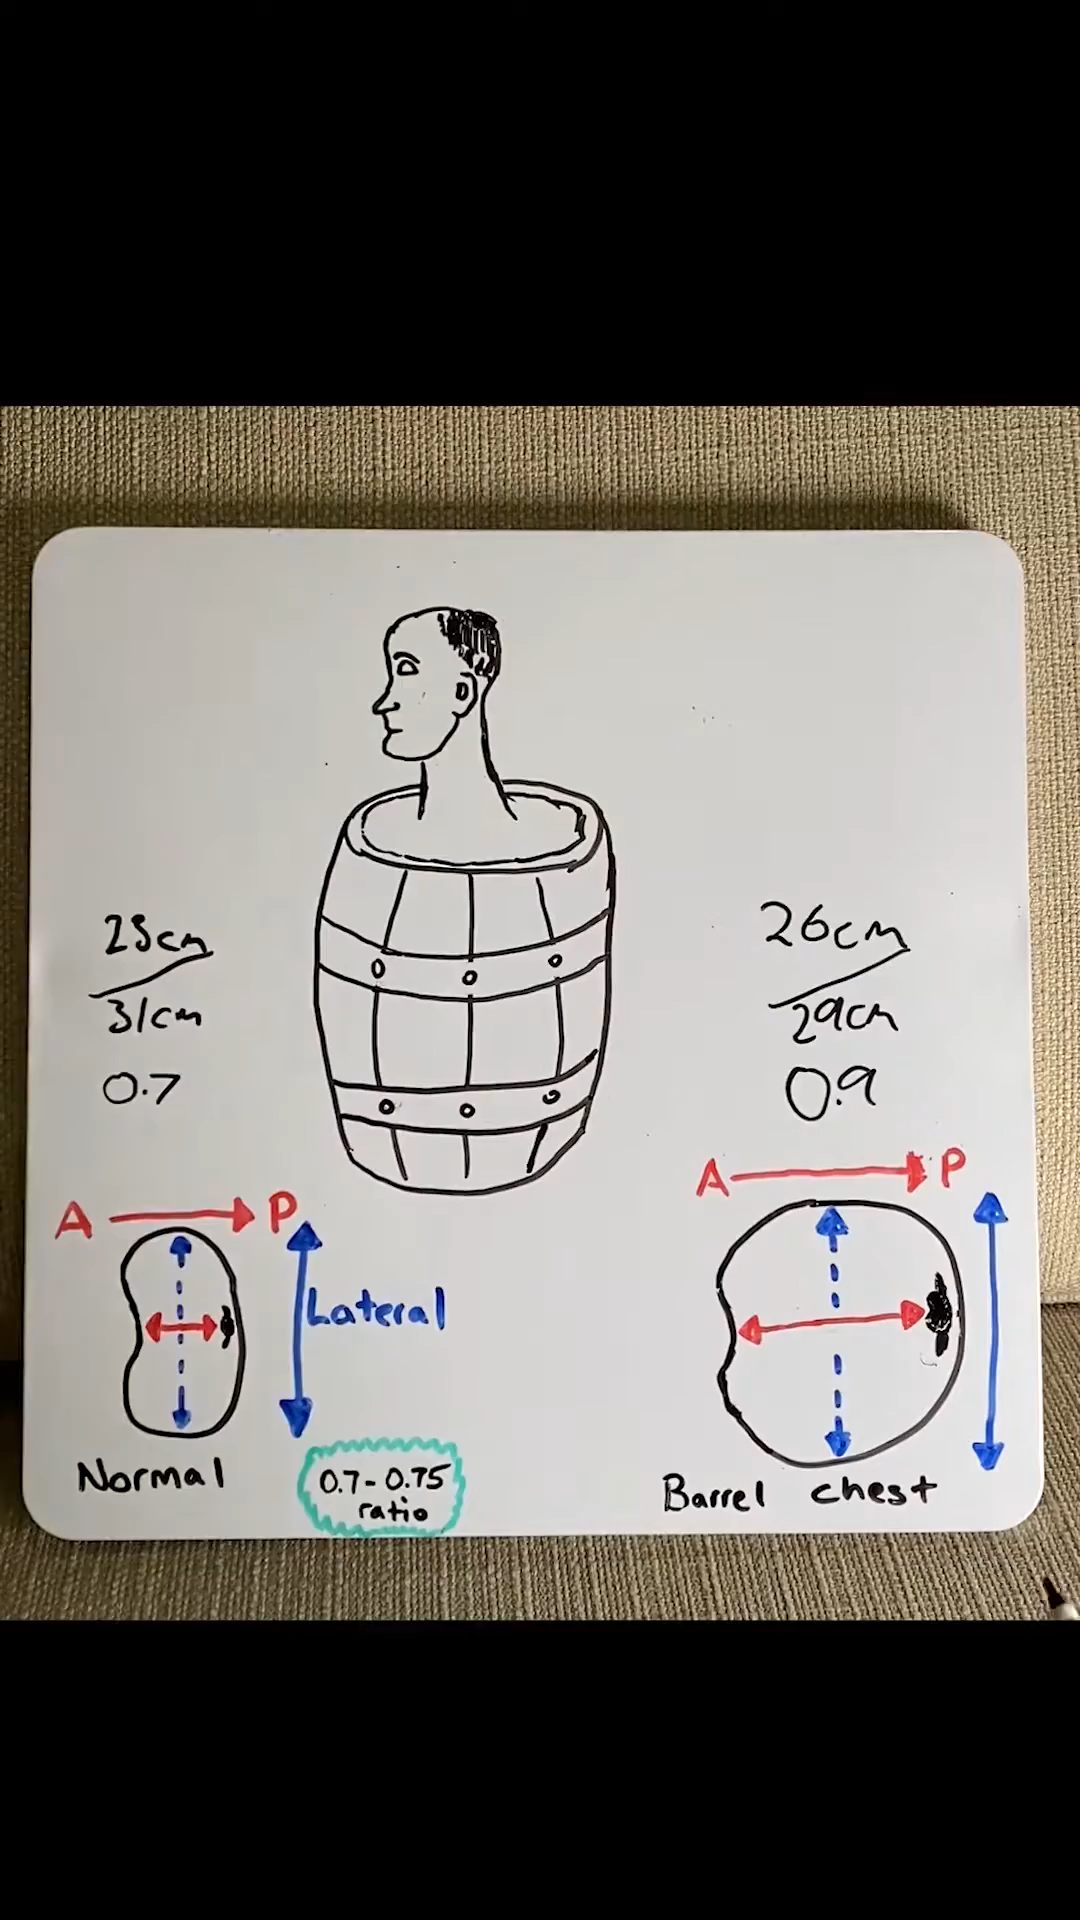 23cm
31cm
0.7
A P
Lateral
Normal
0.7-0.75
ratio
26cm
29cm
0.9
A P
Barrel chest